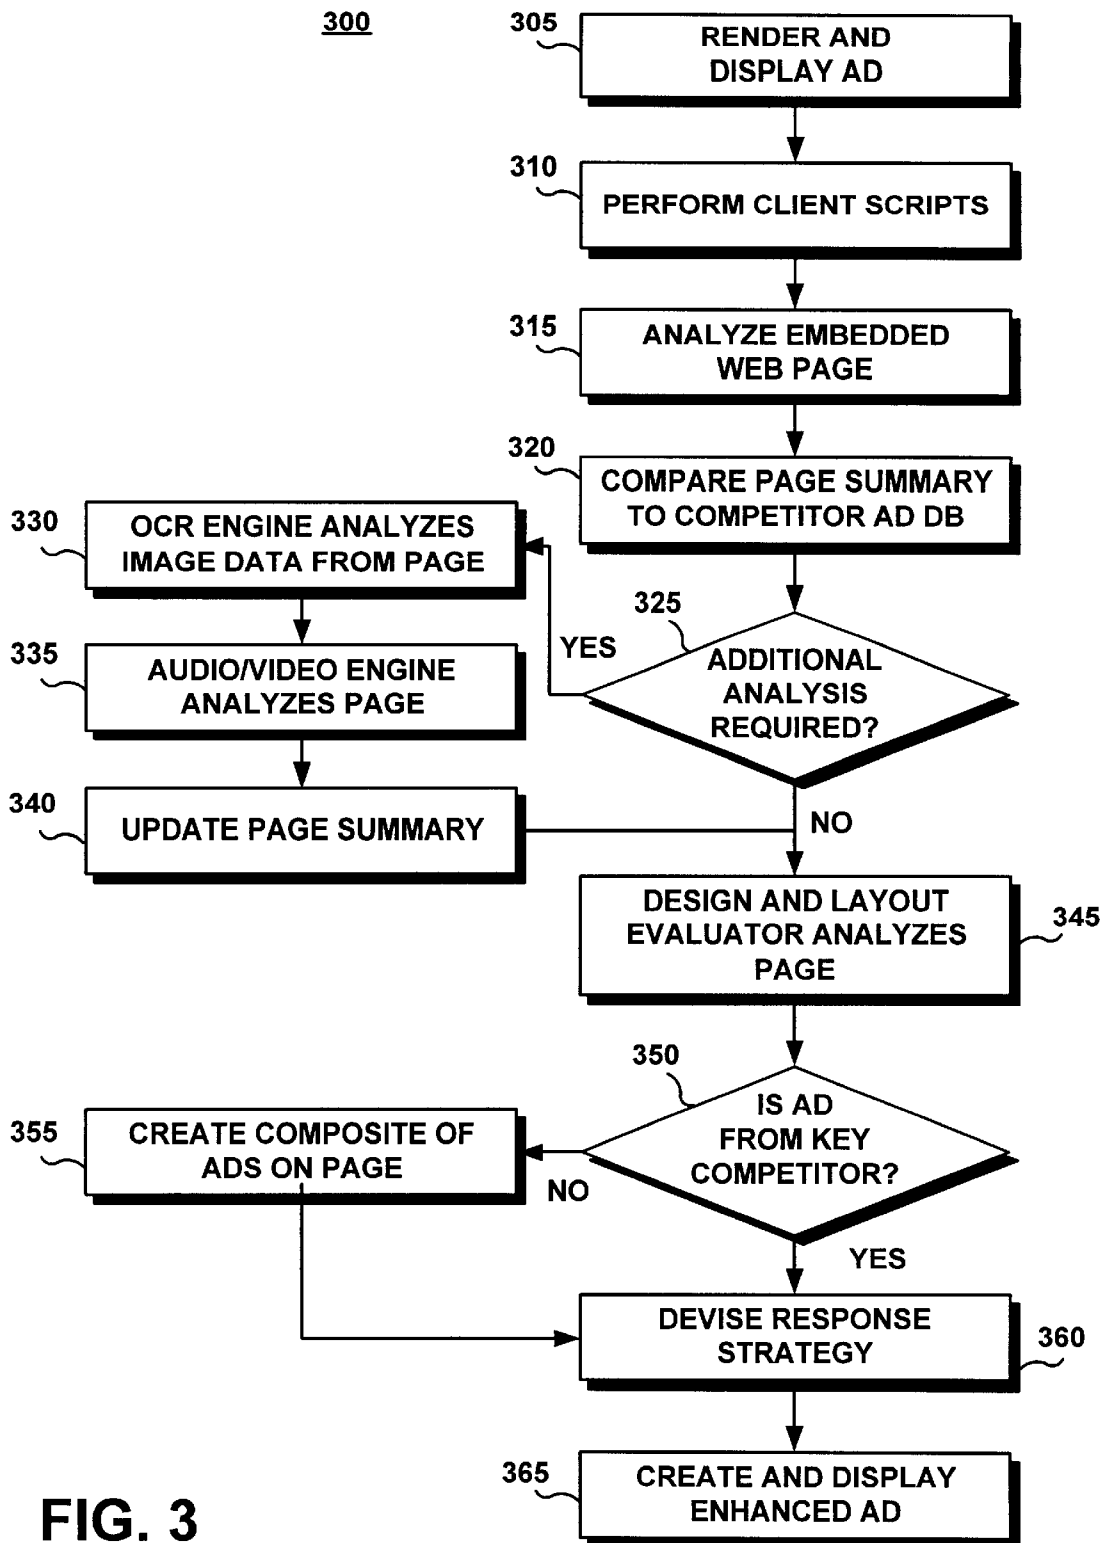 300
305
RENDER AND
DISPLAY AD
310
PERFORM CLIENT SCRIPTS
315
ANALYZE EMBEDDED
WEB PAGE
320
COMPARE PAGE SUMMARY
TO COMPETITOR AD DB
325
ADDITIONAL
ANALYSIS
REQUIRED?
YES
330
OCR ENGINE ANALYZES
IMAGE DATA FROM PAGE
335
AUDIO/VIDEO ENGINE
ANALYZES PAGE
340
UPDATE PAGE SUMMARY
NO
DESIGN AND LAYOUT
EVALUATOR ANALYZES
PAGE
345
350
IS AD
FROM KEY
COMPETITOR?
NO
355
CREATE COMPOSITE OF
ADS ON PAGE
YES
DEVISE RESPONSE
STRATEGY
360
365
CREATE AND DISPLAY
ENHANCED AD
FIG. 3